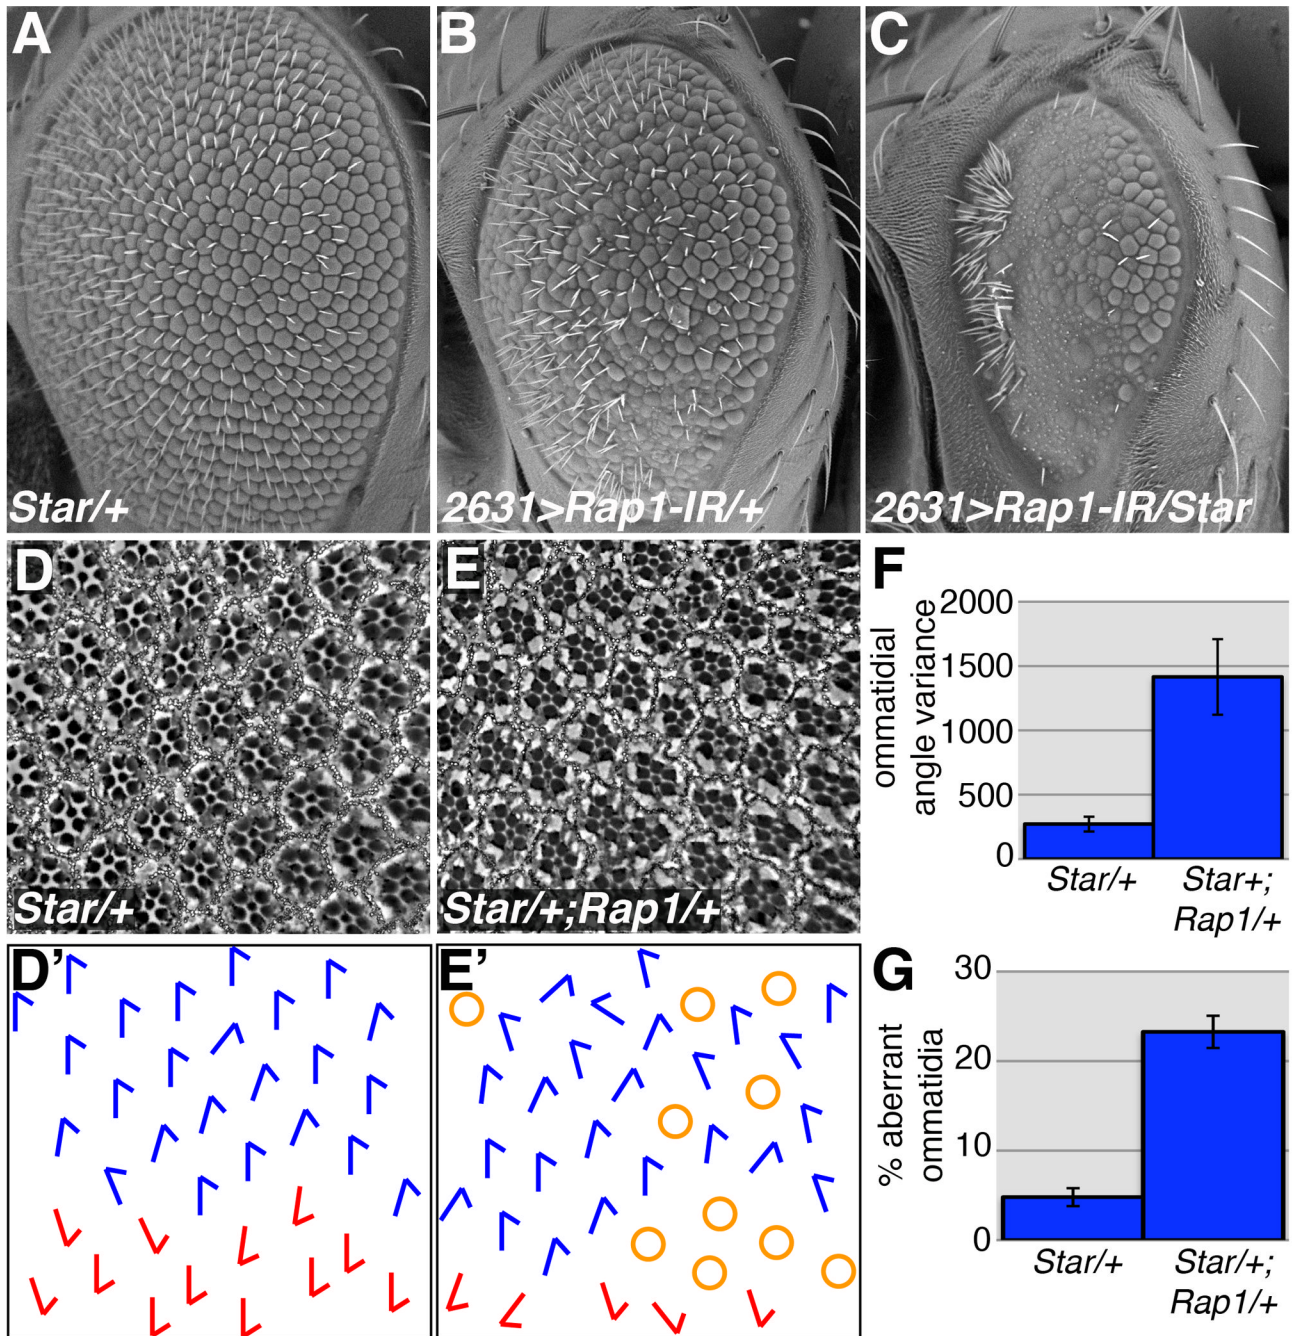 A
B
C
Star/+
2631>Rap1-IR/+
2631>Rap1-IR/Star
D
E
F
Star/+
Star/+;Rap1/+
ommatidial
angle variance
2000
1500
1000
500
0
Star/+
Star+;
Rap1/+
D'
E'
G
% aberrant
ommatidia
30
20
10
0
Star/+
Star/+;
Rap1/+